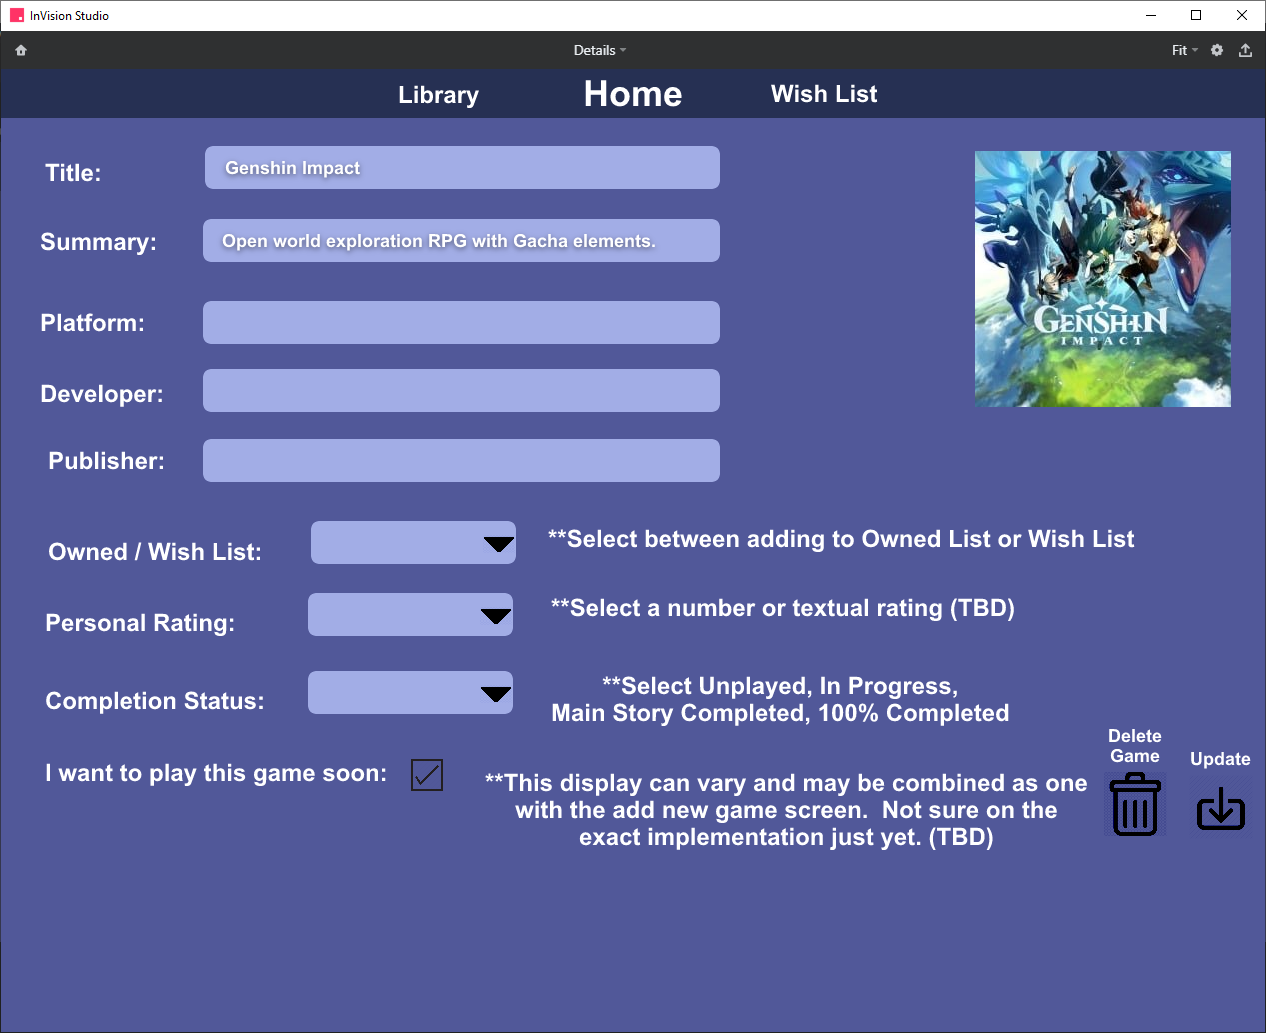 InVision Studio
Details
Fit
Library
Home
Wish List
Title:
Genshin Impact
Summary:
Open world exploration RPG with Gacha elements.
Platform:
Developer:
Publisher:
GENSHIN
IMPACT
Owned / Wish List:
**Select between adding to Owned List or Wish List
Personal Rating:
**Select a number or textual rating (TBD)
Completion Status:
**Select Unplayed, In Progress,
Main Story Completed, 100% Completed
I want to play this game soon:
**This display can vary and may be combined as one
with the add new game screen.  Not sure on the
exact implementation just yet. (TBD)
Delete
Game
Update